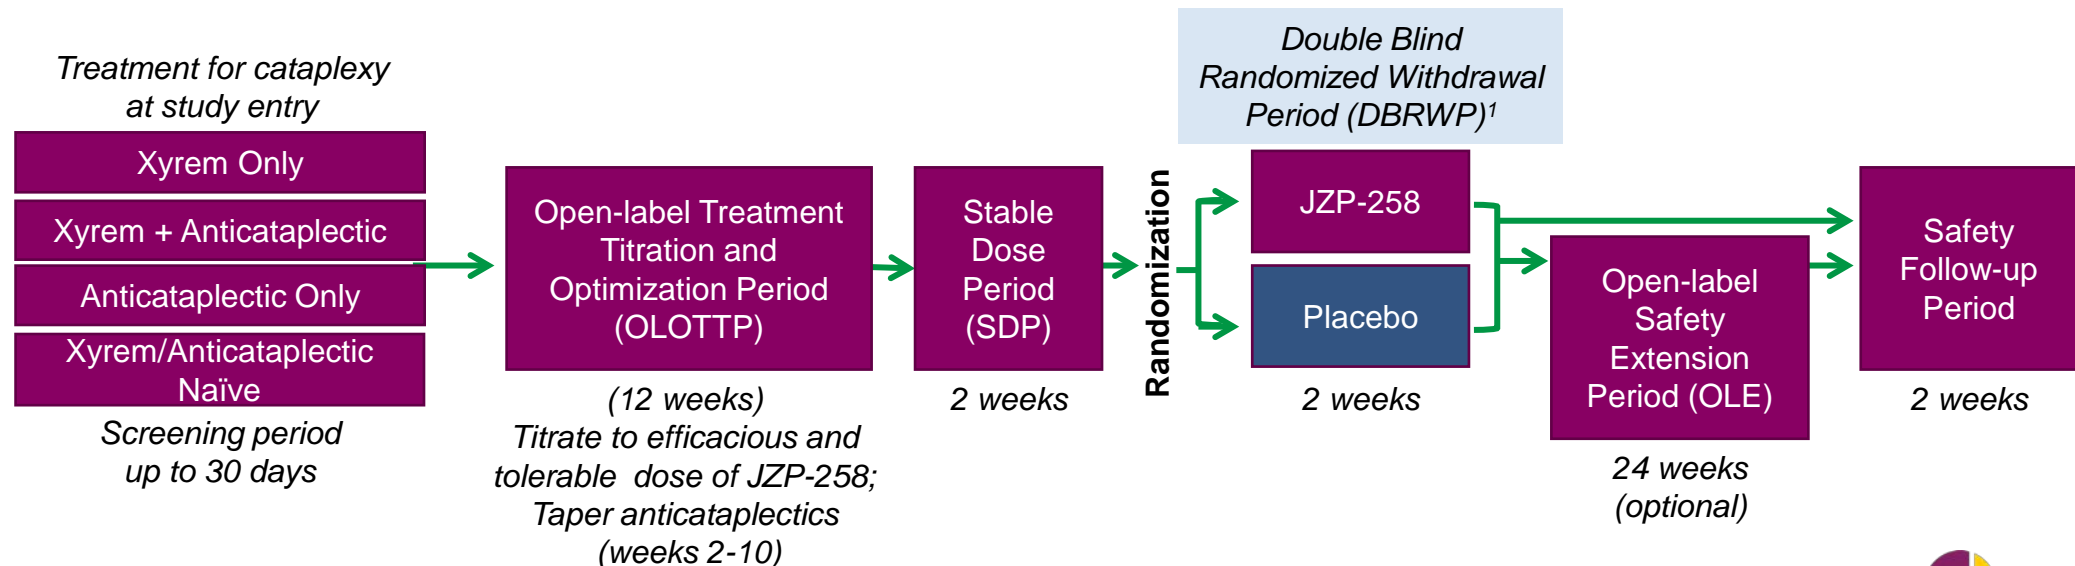 Treatment for cataplexy
at study entry
Xyrem Only
Xyrem + Anticataplectic
Anticataplectic Only
Xyrem/Anticataplectic
Naïve
Screening period
up to 30 days
Open-label Treatment
Titration and
Optimization Period
(OLOTTP)
(12 weeks)
Titrate to efficacious and
tolerable dose of JZP-258;
Taper anticataplectics
(weeks 2-10)
Stable
Dose
Period
(SDP)
2 weeks
Randomization
Double Blind
Randomized Withdrawal
Period (DBRWP)1
JZP-258
Placebo
2 weeks
Open-label
Safety
Extension
Period (OLE)
24 weeks
(optional)
Safety
Follow-up
Period
2 weeks